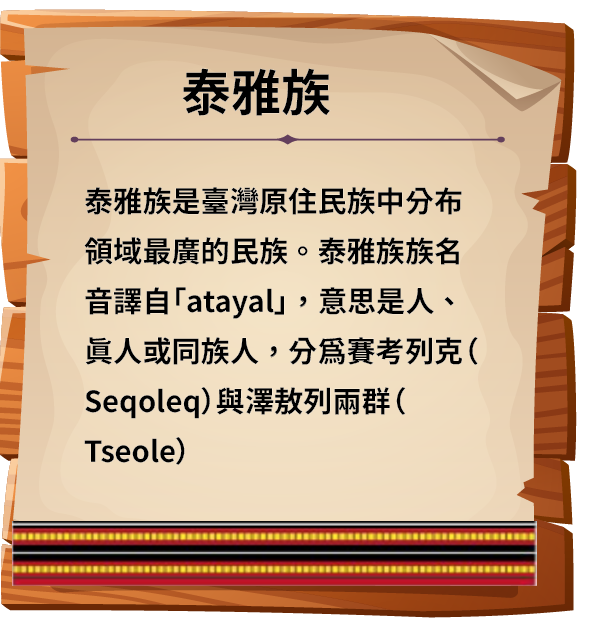 泰雅族
泰雅族是臺灣原住民族中分布
領域最廣的民族。泰雅族族名
音譯自「atayal」，意思是人、
眞人或同族人，分爲賽考列克（
Seqoleq）與澤敖列兩群（
Tseole）